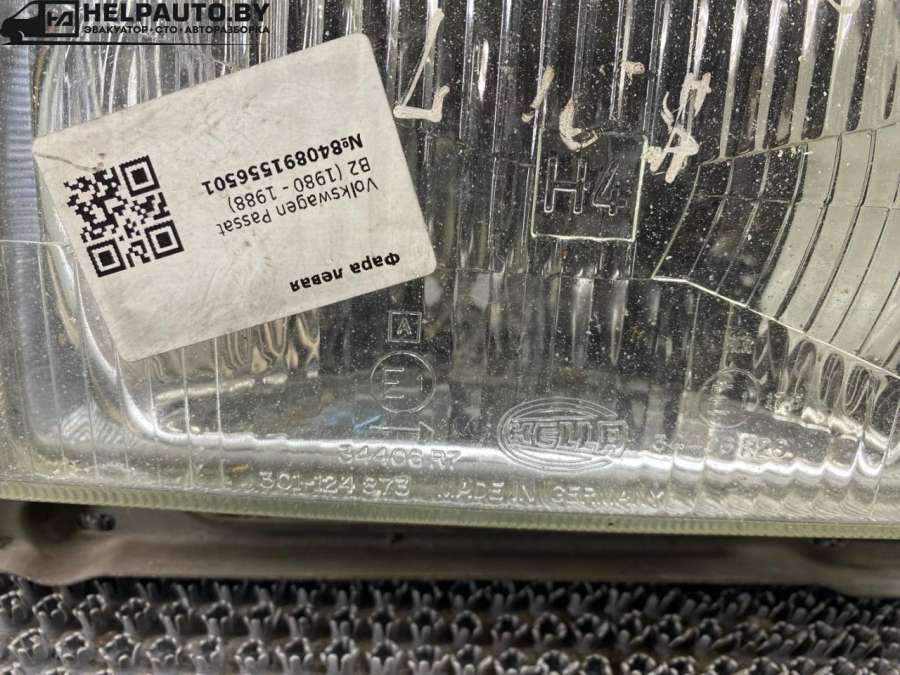 HELPAUTO.BY
ЭВАКУАТОР·СТО·АВТОРАЗБОРКА
Фара левая
Volkswagen Passat
B2 (1980 - 1988)
№840891556501
H4
A
E
1
HELLA
34406 R7
301-124 873 MADE IN GERMANY